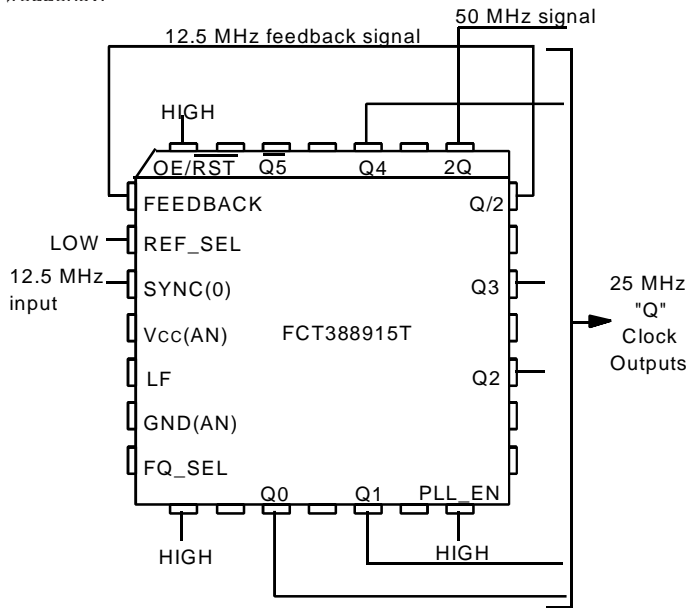 50 MHz signal
12.5 MHz feedback signal
HIGH
OE/RST Q5 Q4 2Q
FEEDBACK Q/2
LOW REF_SEL
12.5 MHz input SYNC(0) Q3
VCC(AN) FCT388915T
LF Q2
GND(AN)
FQ_SEL
Q0 Q1 PLL_EN
HIGH HIGH
25 MHz
"Q"
Clock
Outputs